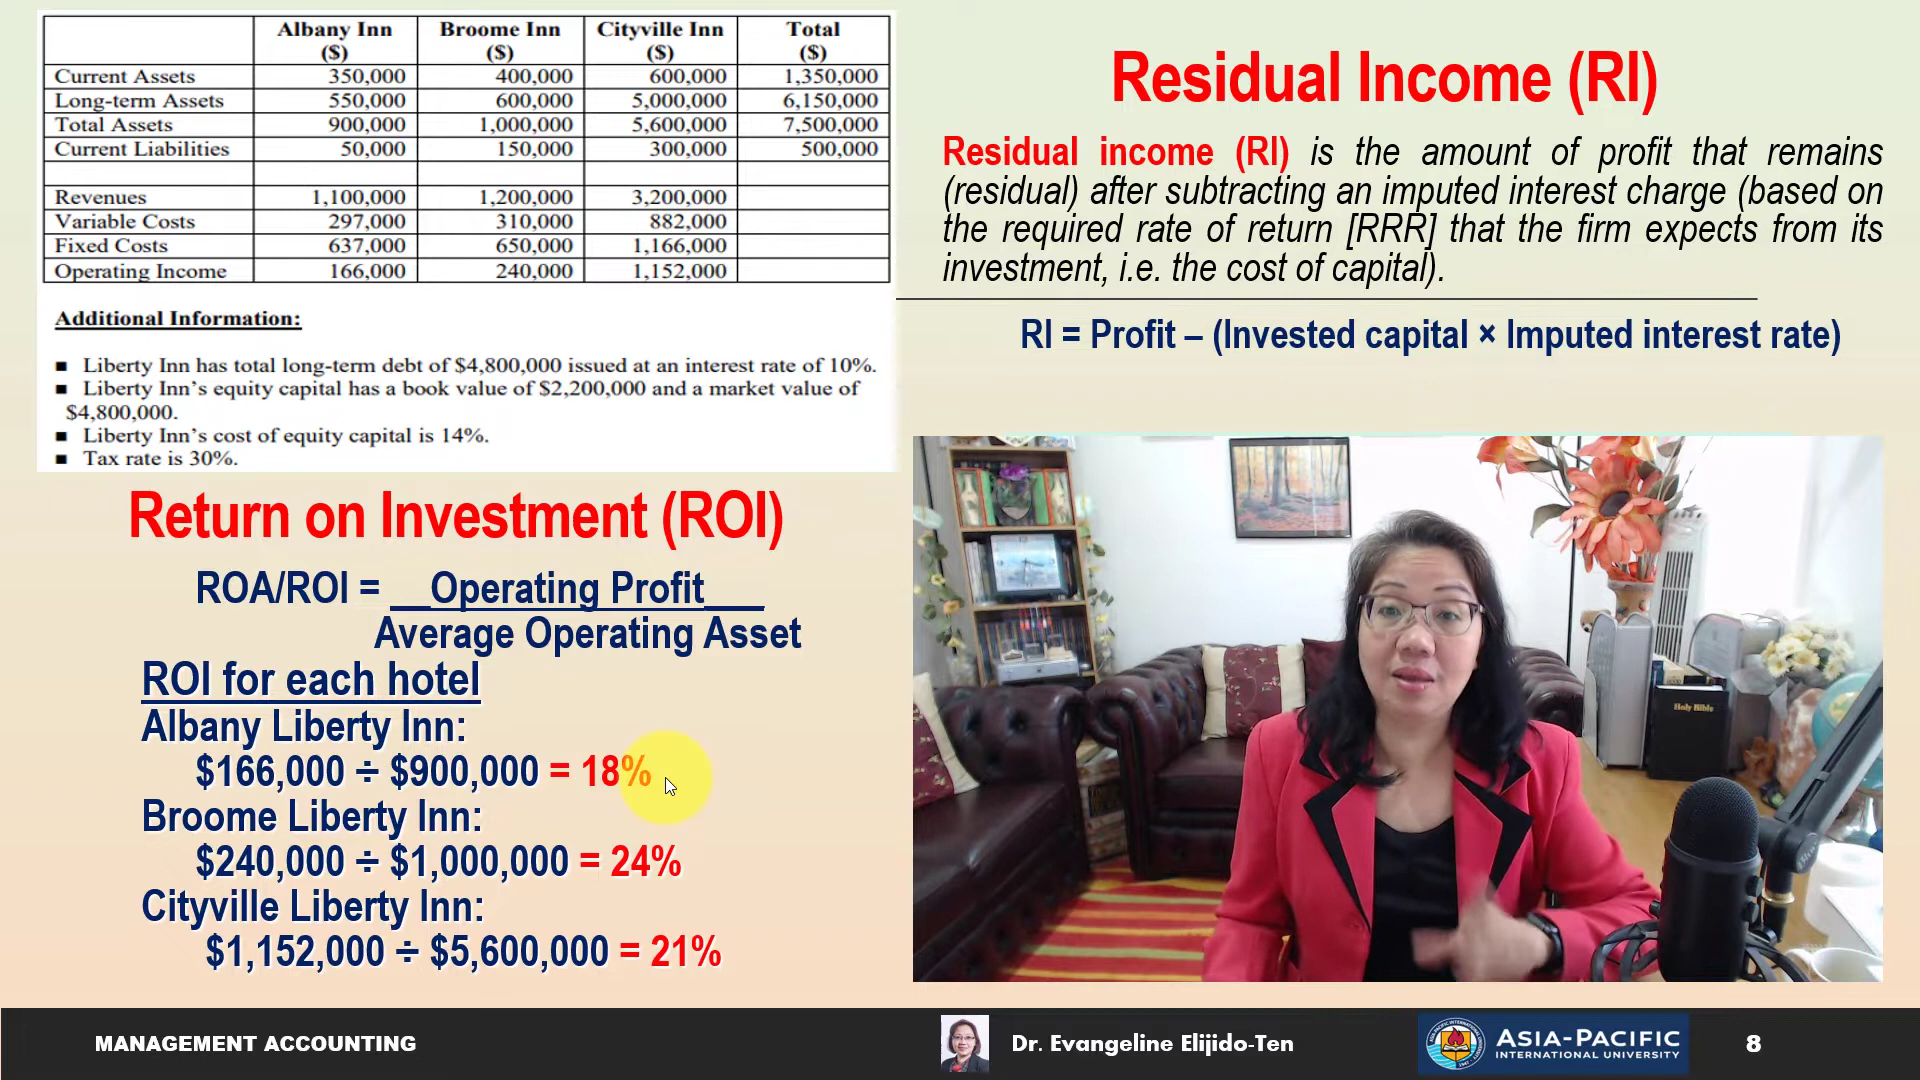 Albany Inn Broome Inn Cityville Inn Total
($) ($) ($) ($)
Current Assets 350,000 400,000 600,000 1,350,000
Long-term Assets 550,000 600,000 5,000,000 6,150,000
Total Assets 900,000 1,000,000 5,600,000 7,500,000
Current Liabilities 50,000 150,000 300,000 500,000
Revenues 1,100,000 1,200,000 3,200,000
Variable Costs 297,000 310,000 882,000
Fixed Costs 637,000 650,000 1,166,000
Operating Income 166,000 240,000 1,152,000
Additional Information:
■ Liberty Inn has total long-term debt of $4,800,000 issued at an interest rate of 10%.
■ Liberty Inn's equity capital has a book value of $2,200,000 and a market value of
$4,800,000.
■ Liberty Inn's cost of equity capital is 14%.
■ Tax rate is 30%.
Return on Investment (ROI)
ROA/ROI = __Operating Profit___
Average Operating Asset
ROI for each hotel
Albany Liberty Inn:
$166,000 ÷ $900,000 = 18%
Broome Liberty Inn:
$240,000 ÷ $1,000,000 = 24%
Cityville Liberty Inn:
$1,152,000 ÷ $5,600,000 = 21%
Residual Income (RI)
Residual income (RI) is the amount of profit that remains
(residual) after subtracting an imputed interest charge (based on
the required rate of return [RRR] that the firm expects from its
investment, i.e. the cost of capital).
RI = Profit – (Invested capital × Imputed interest rate)
Holy Bible
MANAGEMENT ACCOUNTING
Dr. Evangeline Elijido-Ten
ASIA-PACIFIC
INTERNATIONAL UNIVERSITY
8